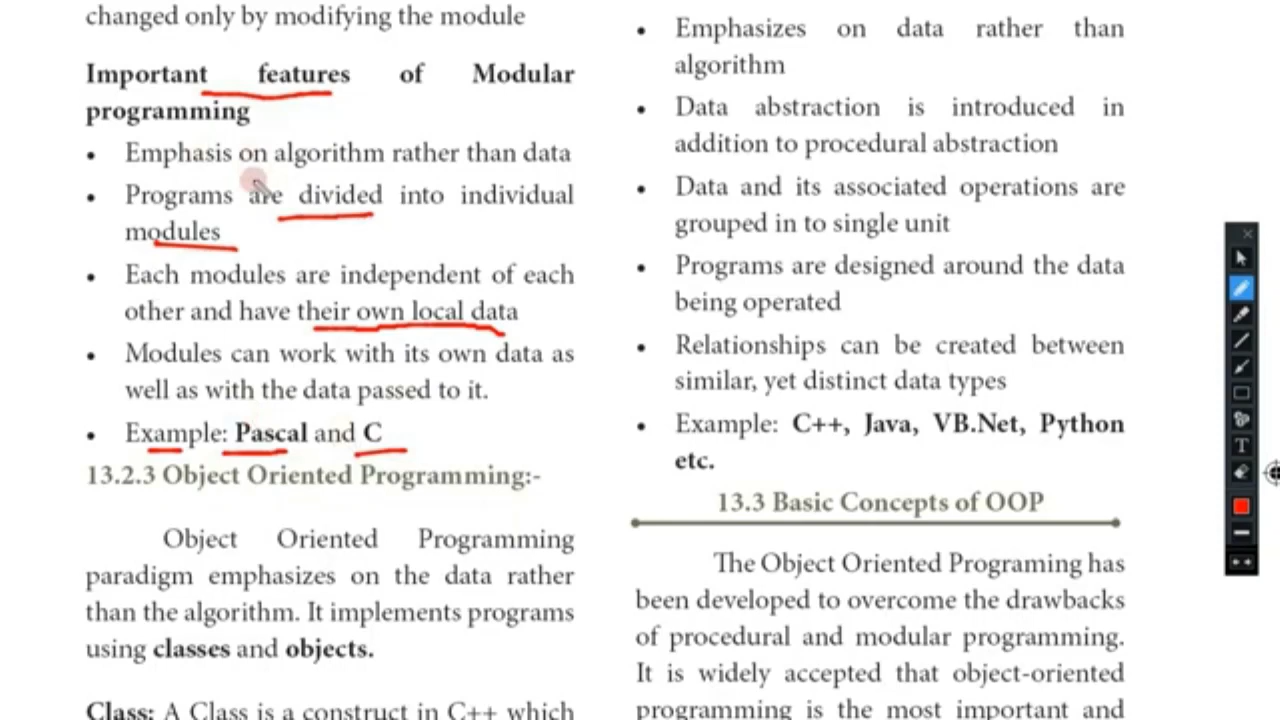 changed only by modifying the module
Important features of Modular
programming
• Emphasis on algorithm rather than data
• Programs are divided into individual
modules
• Each modules are independent of each
other and have their own local data
• Modules can work with its own data as
well as with the data passed to it.
• Example: Pascal and C
13.2.3 Object Oriented Programming:-
Object Oriented Programming
paradigm emphasizes on the data rather
than the algorithm. It implements programs
using classes and objects.
Class: A Class is a construct in C++ which
• Emphasizes on data rather than
algorithm
• Data abstraction is introduced in
addition to procedural abstraction
• Data and its associated operations are
grouped in to single unit
• Programs are designed around the data
being operated
• Relationships can be created between
similar, yet distinct data types
• Example: C++, Java, VB.Net, Python
etc.
13.3 Basic Concepts of OOP
The Object Oriented Programing has
been developed to overcome the drawbacks
of procedural and modular programming.
It is widely accepted that object-oriented
programming is the most important and
T